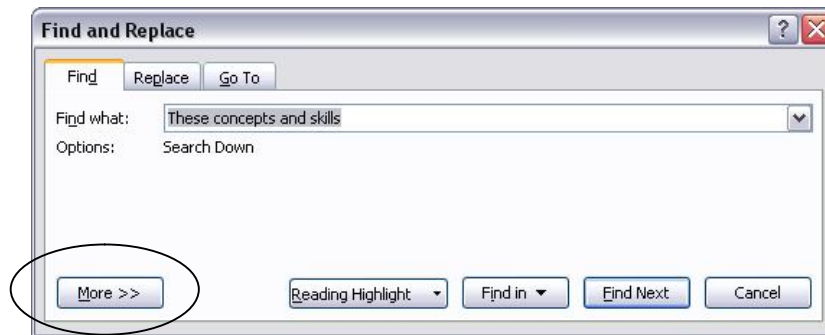 Find and Replace
Find Replace Go To
Find what: These concepts and skills
Options: Search Down
More >> Reading Highlight Find in Find Next Cancel